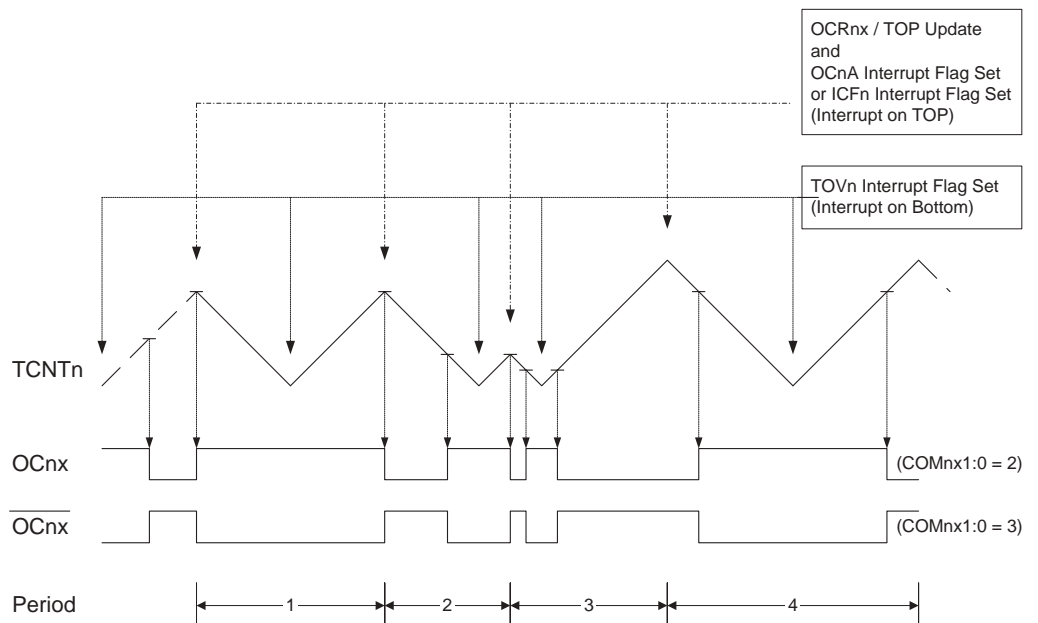 OCRnx / TOP Update
and
OCnA Interrupt Flag Set
or ICFn Interrupt Flag Set
(Interrupt on TOP)
TOVn Interrupt Flag Set
(Interrupt on Bottom)
TCNTn
OCnx
(COMnx1:0 = 2)
OCnx
(COMnx1:0 = 3)
Period
1
2
3
4